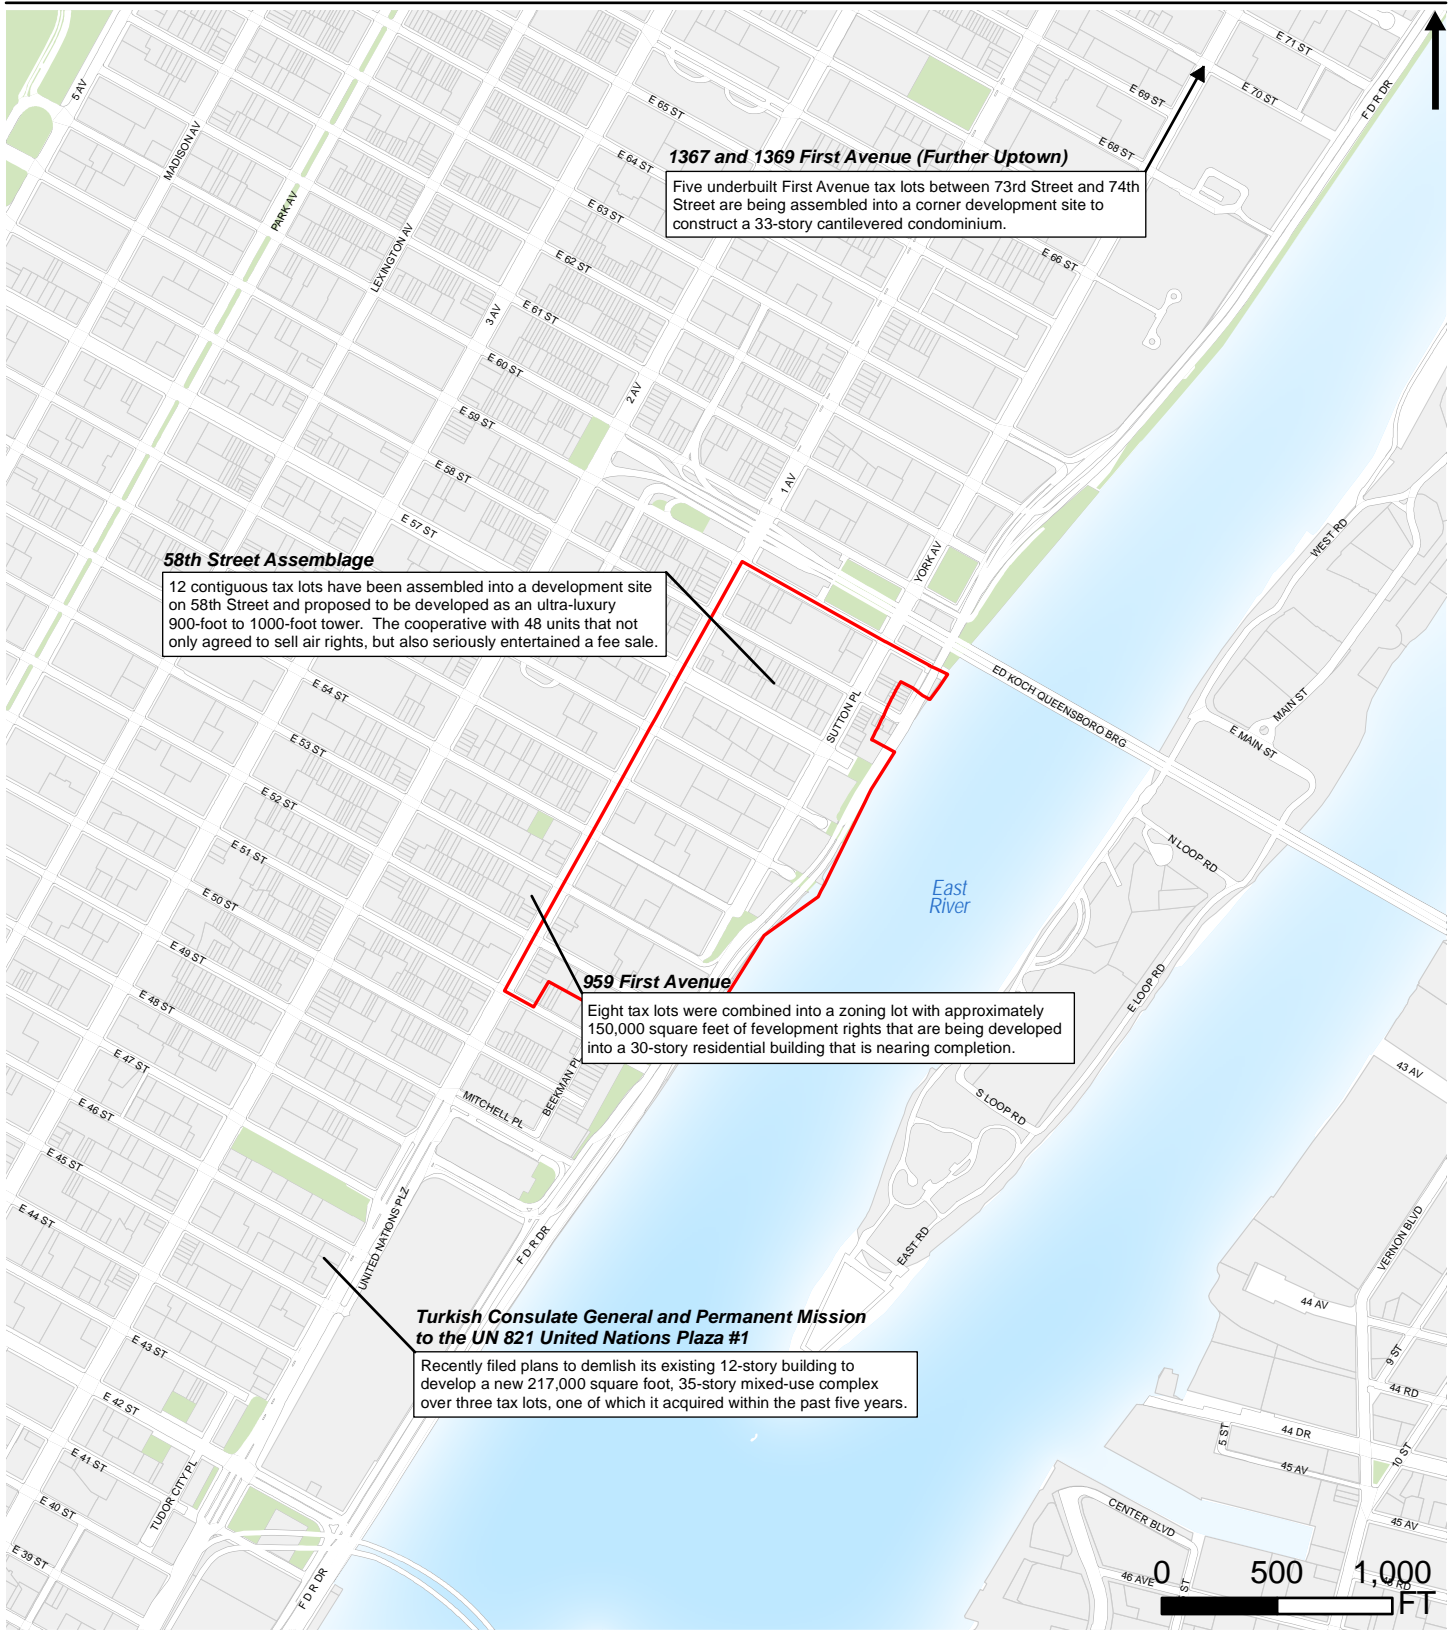 E 71 ST
5 AV
E 69 ST
E 70 ST
F D R DR
E 65 ST
MADISON AV
E 68 ST
E 64 ST
1367 and 1369 First Avenue (Further Uptown)
Five underbuilt First Avenue tax lots between 73rd Street and 74th
Street are being assembled into a corner development site to
construct a 33-story cantilevered condominium.
PARK AV
E 63 ST
LEXINGTON AV
E 62 ST
E 66 ST
3 AV
E 61 ST
E 60 ST
2 AV
E 59 ST
E 58 ST
1 AV
E 57 ST
WEST RD
YORK AV
58th Street Assemblage
12 contiguous tax lots have been assembled into a development site
on 58th Street and proposed to be developed as an ultra-luxury
900-foot to 1000-foot tower. The cooperative with 48 units that not
only agreed to sell air rights, but also seriously entertained a fee sale.
E 54 ST
SUTTON PL
ED KOCH QUEENSBORO BRG
MAIN ST
E MAIN ST
E 53 ST
E 52 ST
E 51 ST
N LOOP RD
E 50 ST
East
River
E 49 ST
E 48 ST
E LOOP RD
959 First Avenue
Eight tax lots were combined into a zoning lot with approximately
150,000 square feet of fevelopment rights that are being developed
into a 30-story residential building that is nearing completion.
E 47 ST
43 AV
BEEKMAN PL
MITCHELL PL
S LOOP RD
E 46 ST
E 45 ST
E 44 ST
UNITED NATIONS PLZ
F D R DR
EAST RD
VERNON BLVD
44 AV
Turkish Consulate General and Permanent Mission
to the UN 821 United Nations Plaza #1
Recently filed plans to demlish its existing 12-story building to
develop a new 217,000 square foot, 35-story mixed-use complex
over three tax lots, one of which it acquired within the past five years.
E 43 ST
9 ST
44 RD
E 42 ST
5 ST
44 DR
10 ST
E 41 ST
45 AV
TUDOR CITY PL
E 40 ST
CENTER BLVD
45 AV
E 39 ST
F D R DR
46 AVE
0 500 1,000
FT